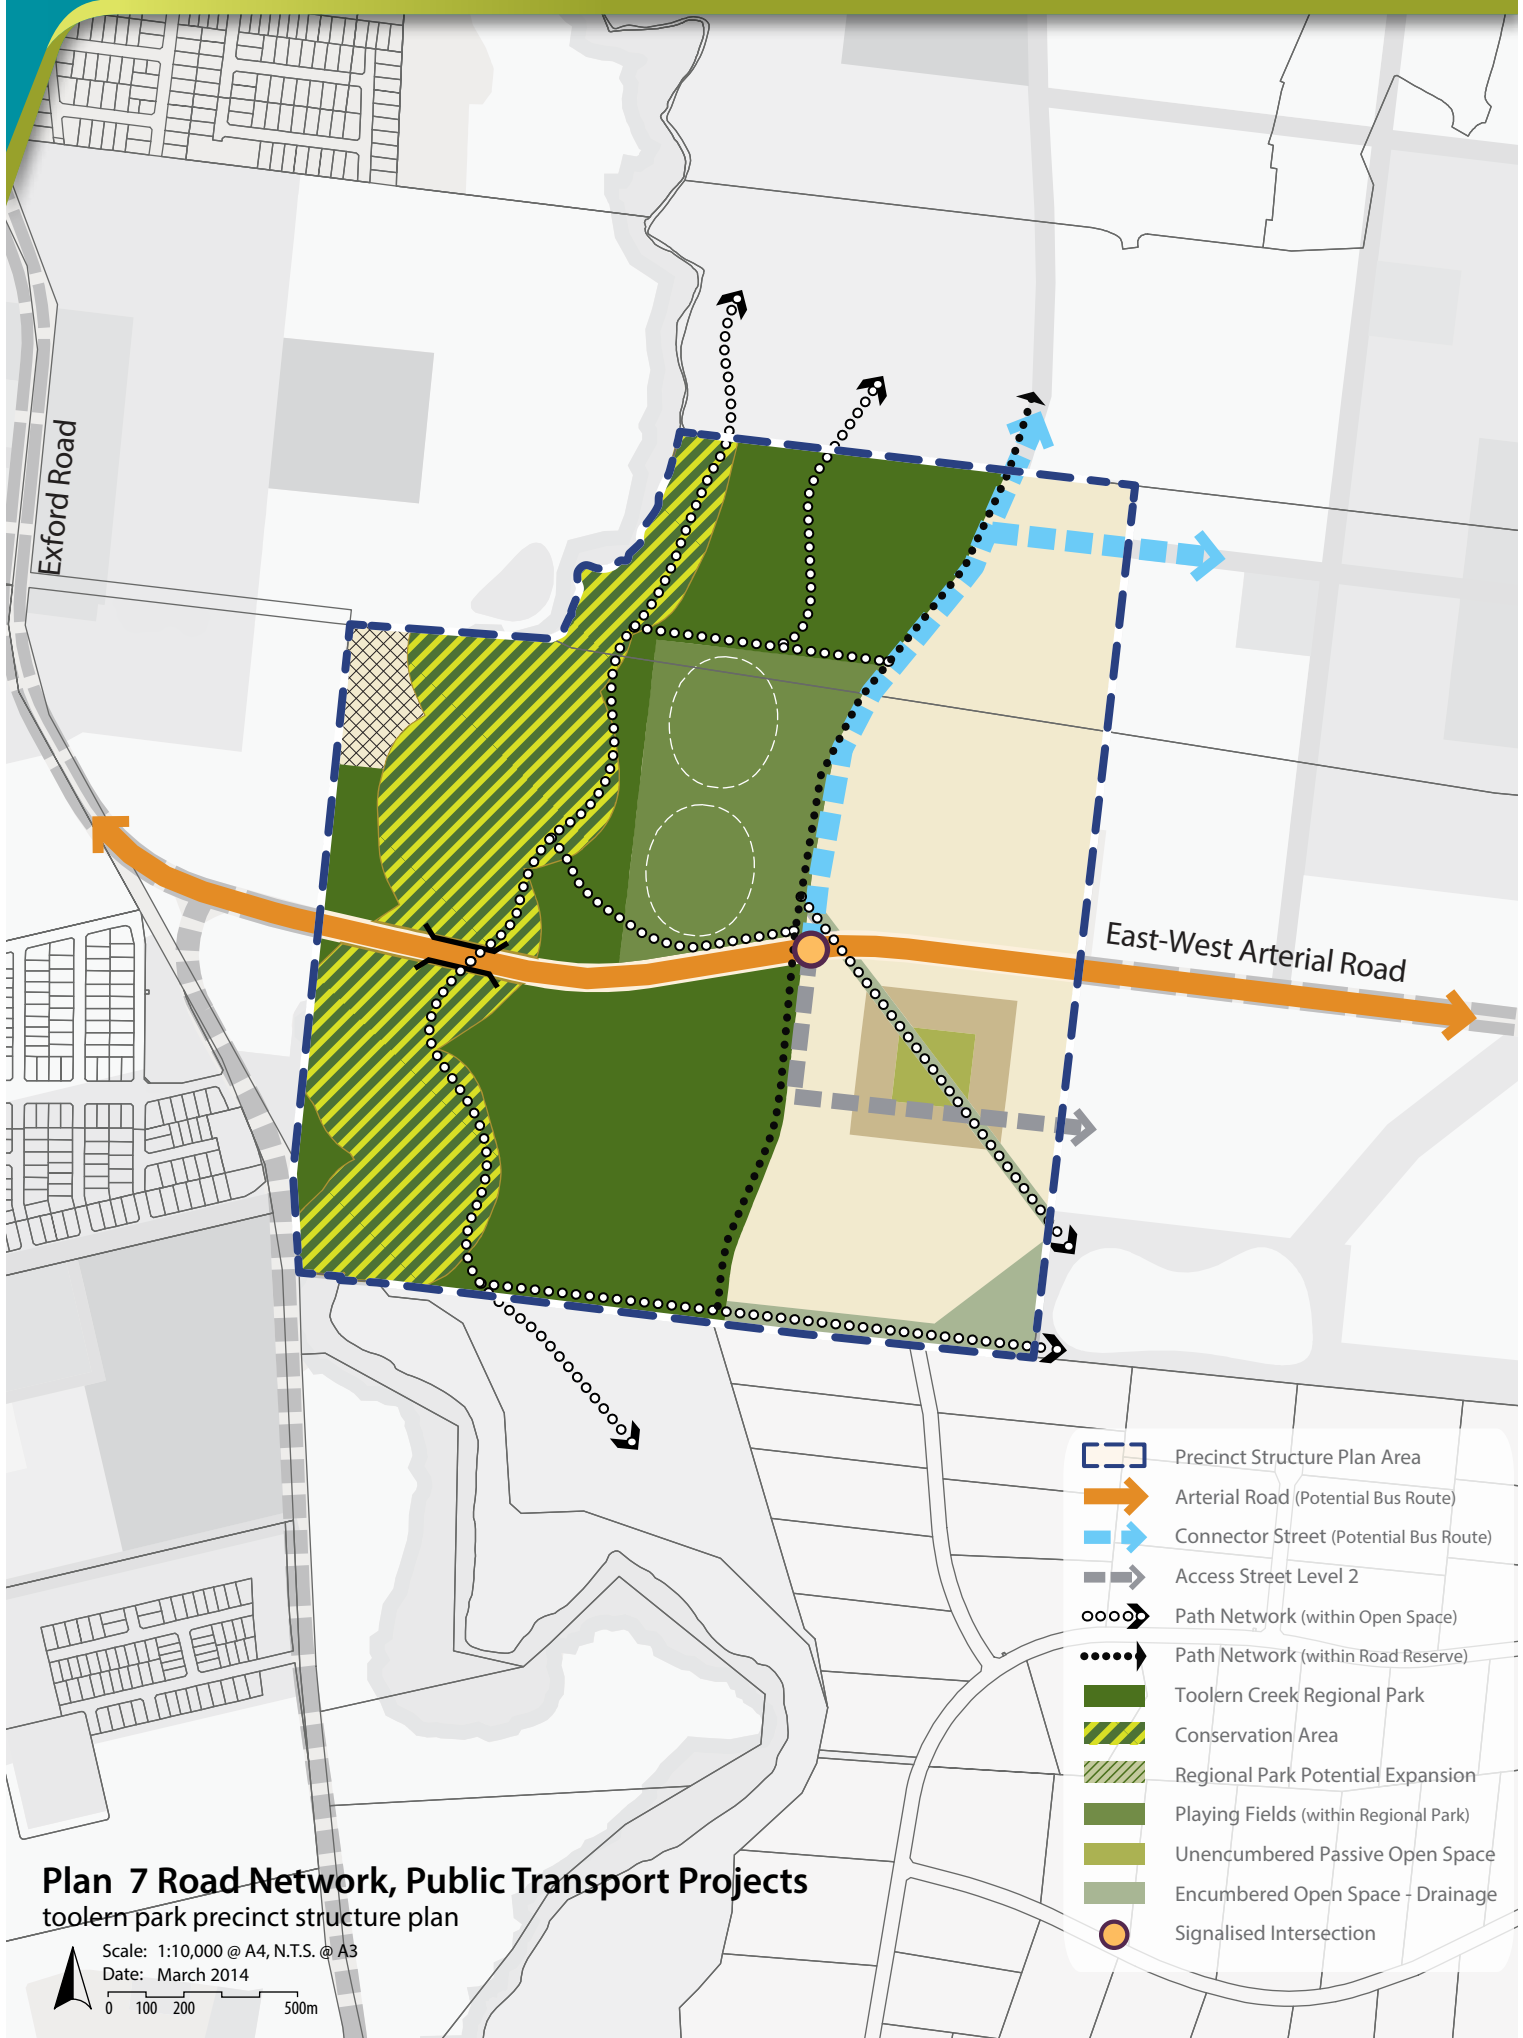 Exford Road
East-West Arterial Road
Precinct Structure Plan Area
Arterial Road (Potential Bus Route)
Connector Street (Potential Bus Route)
Access Street Level 2
Path Network (within Open Space)
Path Network (within Road Reserve)
Toolern Creek Regional Park
Conservation Area
Regional Park Potential Expansion
Playing Fields (within Regional Park)
Unencumbered Passive Open Space
Encumbered Open Space - Drainage
Signalised Intersection
Plan 7 Road Network, Public Transport Projects
toolern park precinct structure plan
Scale: 1:10,000 @ A4, N.T.S. @ A3
Date: March 2014
0 100 200 500m